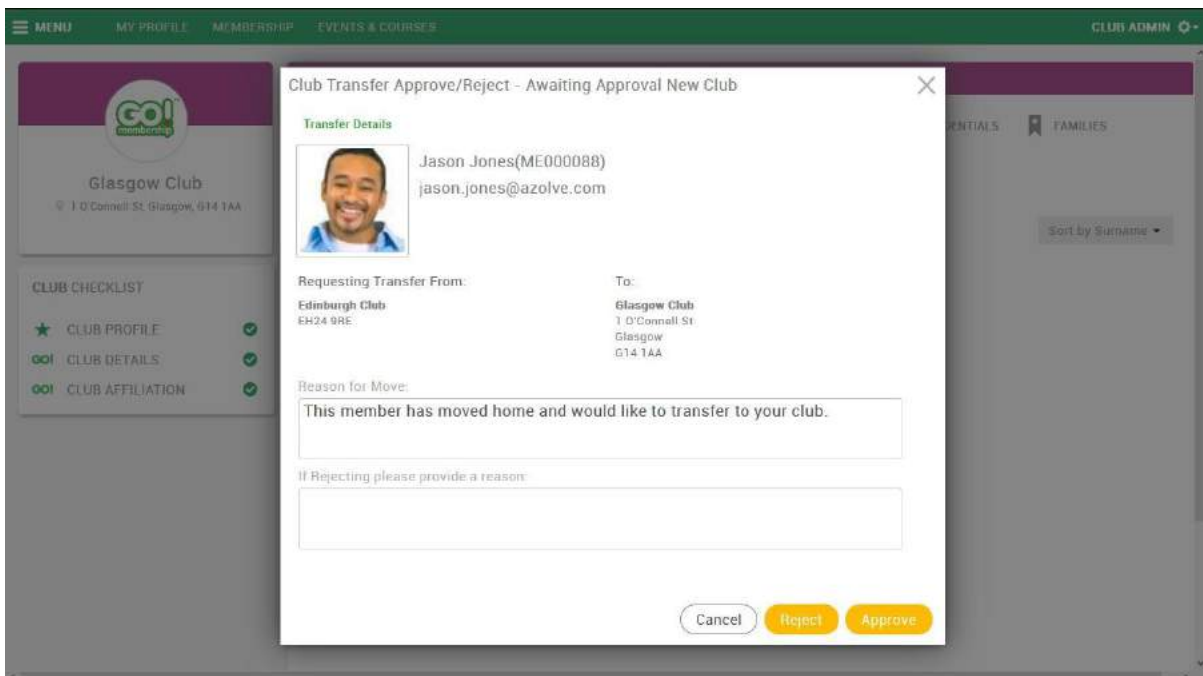 MENU MY PROFILE MEMBERSHIP EVENTS & COURSES CLUB ADMIN
GO!
membership
Glasgow Club
1 O'Connell St, Glasgow, G14 1AA
CLUB CHECKLIST
CLUB PROFILE
GO! CLUB DETAILS
GO! CLUB AFFILIATION
Club Transfer Approve/Reject - Awaiting Approval New Club
Transfer Details
Jason Jones(ME000088)
jason.jones@azolve.com
Requesting Transfer From: To:
Edinburgh Club Glasgow Club
EH24 9RE 1 O'Connell St
Glasgow
G14 1AA
Reason for Move:
This member has moved home and would like to transfer to your club.
If Rejecting please provide a reason:
Cancel Reject Approve
FAMILIES
Sort by Surname